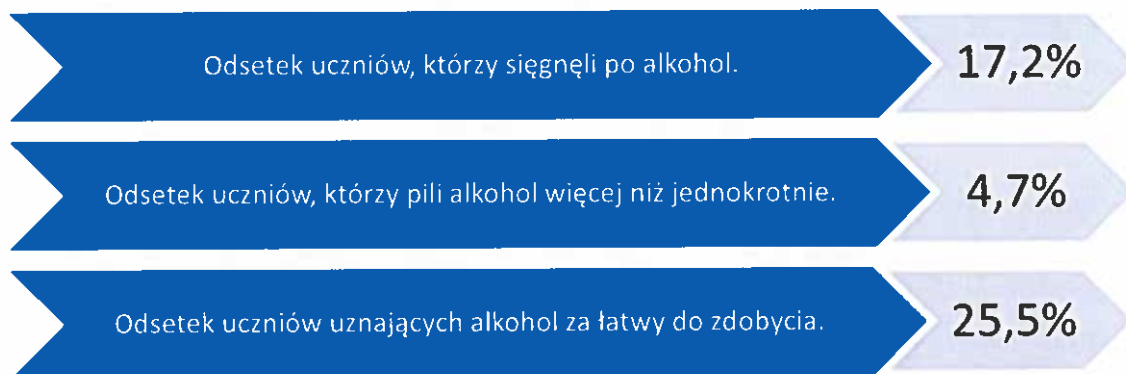 Odsetek uczniów, którzy sięgnęli po alkohol.
17,2%
Odsetek uczniów, którzy pili alkohol więcej niż jednokrotnie.
4,7%
Odsetek uczniów uznających alkohol za łatwy do zdobycia.
25,5%